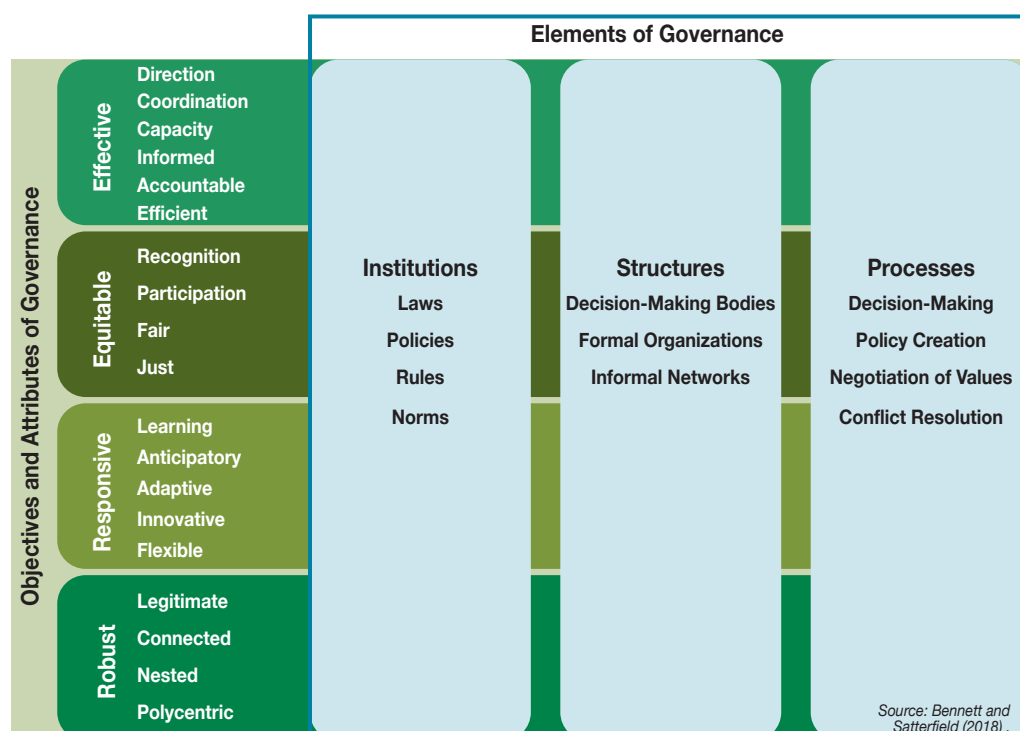 Elements of Governance
Objectives and Attributes of Governance
Effective
Direction
Coordination
Capacity
Informed
Accountable
Efficient
Equitable
Recognition
Participation
Fair
Just
Responsive
Learning
Anticipatory
Adaptive
Innovative
Flexible
Robust
Legitimate
Connected
Nested
Polycentric
Institutions
Laws
Policies
Rules
Norms
Structures
Decision-Making Bodies
Formal Organizations
Informal Networks
Processes
Decision-Making
Policy Creation
Negotiation of Values
Conflict Resolution
Source: Bennett and
Satterfield (2018) .